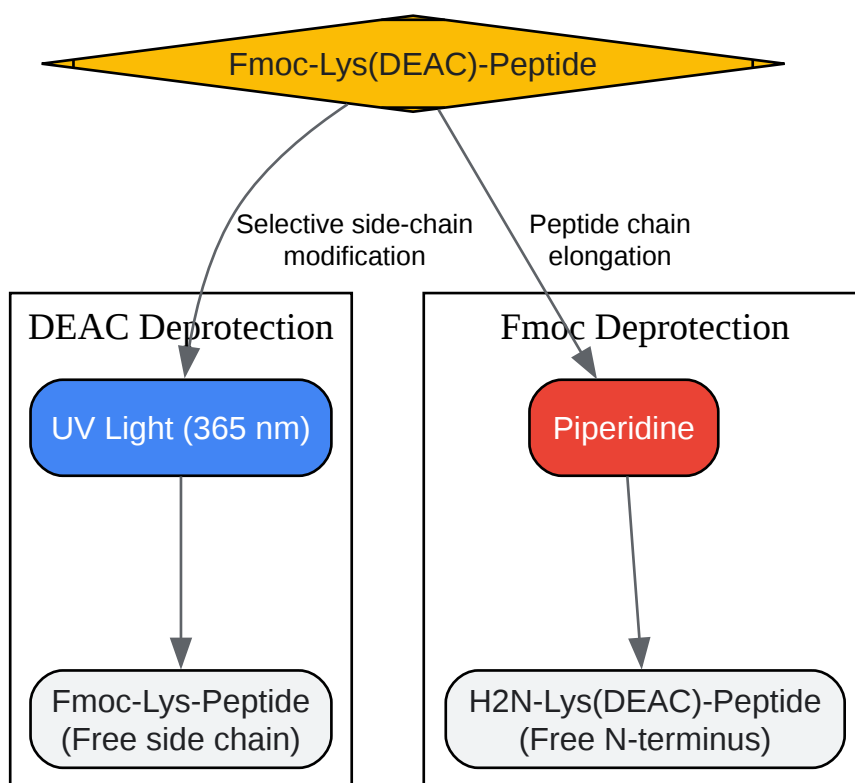 Fmoc-Lys(DEAC)-Peptide
Selective side-chain
modification
Peptide chain
elongation
DEAC Deprotection
Fmoc Deprotection
UV Light (365 nm)
Piperidine
Fmoc-Lys-Peptide
(Free side chain)
H2N-Lys(DEAC)-Peptide
(Free N-terminus)